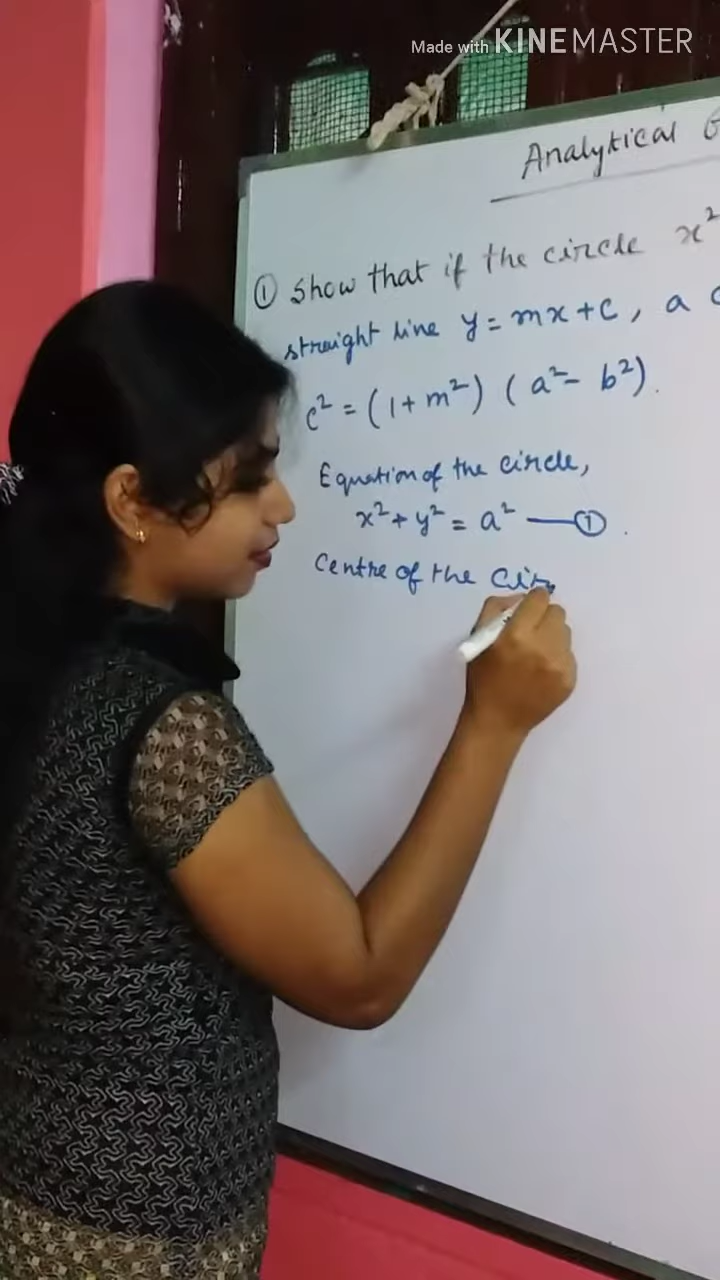 Made with KINEMASTER
Analytical
① Show that if the circle x²
straight line y = mx + c, a
c² = (1 + m²) (a² - b²).
Equation of the circle,
x² + y² = a² — ①.
Centre of the Cir